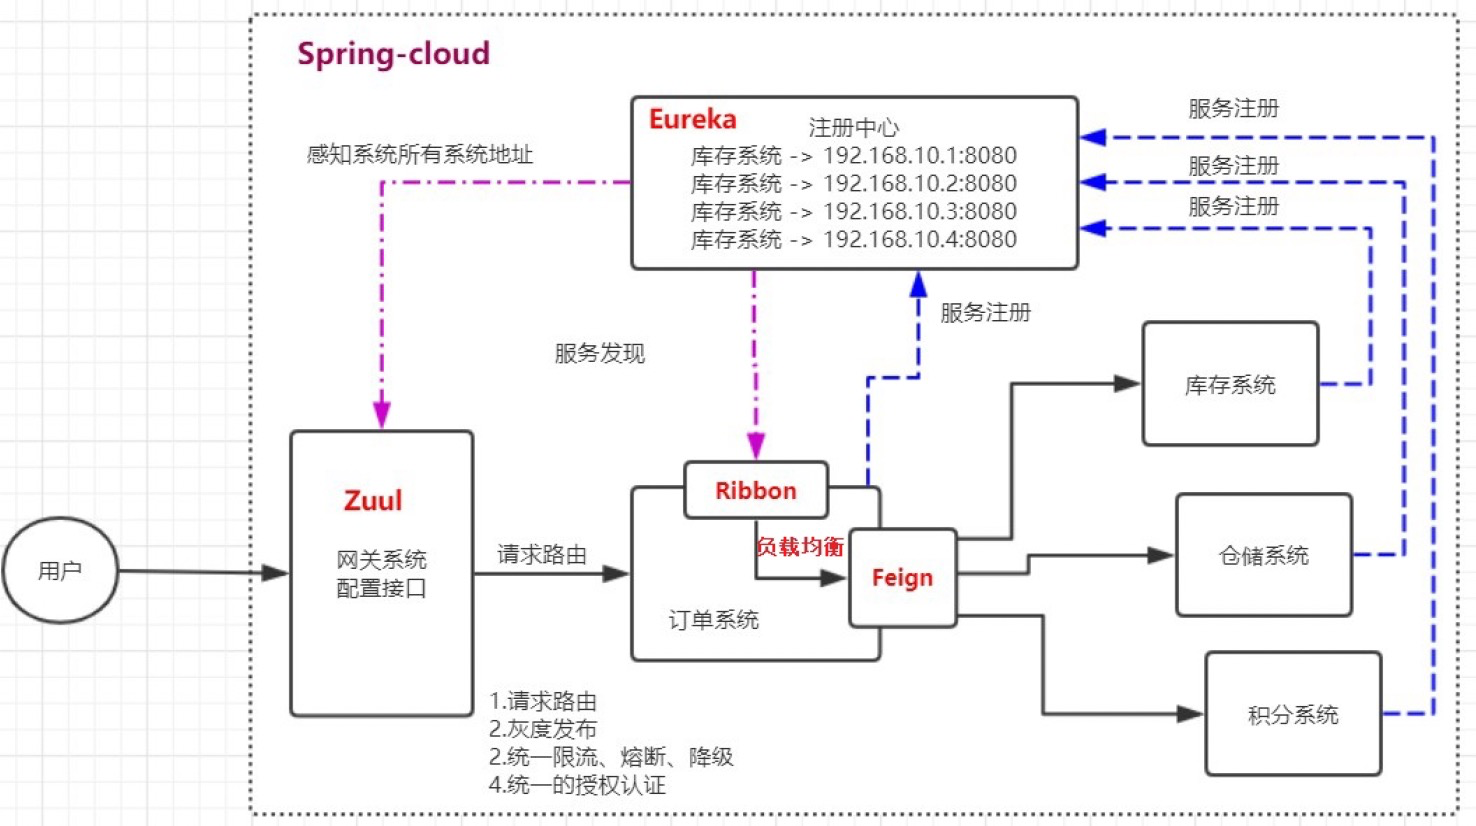 Spring-cloud
Eureka
注册中心
库存系统 -> 192.168.10.1:8080
库存系统 -> 192.168.10.2:8080
库存系统 -> 192.168.10.3:8080
库存系统 -> 192.168.10.4:8080
服务注册
服务注册
服务注册
感知系统所有系统地址
服务注册
服务发现
库存系统
Zuul
网关系统
配置接口
用户
请求路由
Ribbon
负载均衡
Feign
订单系统
仓储系统
积分系统
1.请求路由
2.灰度发布
2.统一限流、熔断、降级
4.统一的授权认证